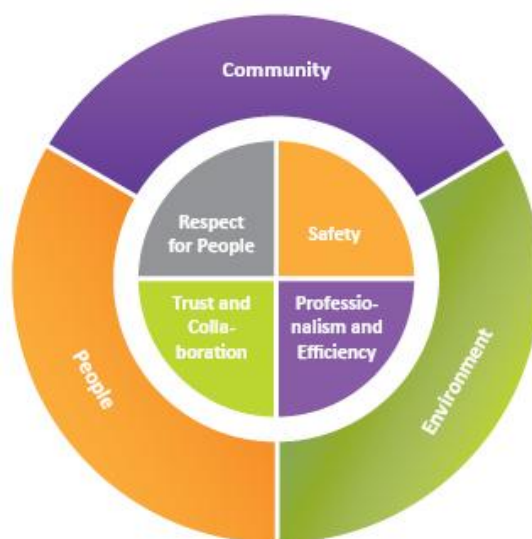 Community
Respect
for People
Safety
Trust and
Colla-
boration
Professio-
nalism and
Efficiency
People
Environment